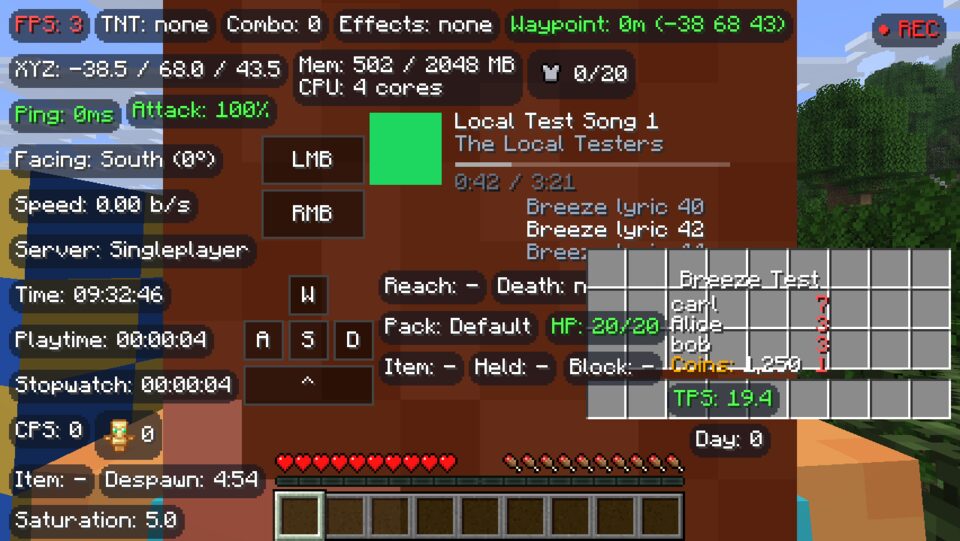 FPS: 3
TNT: none
Combo: 0
Effects: none
Waypoint: 0m (-38 68 43)
REC
XYZ: -38.5 / 68.0 / 43.5
Mem: 502 / 2048 MB
CPU: 4 cores
0/20
Ping: 0ms
Attack: 100%
Local Test Song 1
The Local Testers
0:42 / 3:21
Facing: South (0°)
LMB
Speed: 0.00 b/s
RMB
Breeze lyric 40
Breeze lyric 42
Breeze lyric
Server: Singleplayer
Time: 09:32:46
W
Reach: -
Death:
Breeze Test
carl 7
Alice 3
bob 3
Coins: 1,250 1
Playtime: 00:00:04
A
S
D
Pack: Default
HP: 20/20
Stopwatch: 00:00:04
^
Item: -
Held: -
Block: -
TPS: 19.4
CPS: 0
0
Day: 0
Item: -
Despawn: 4:54
Saturation: 5.0